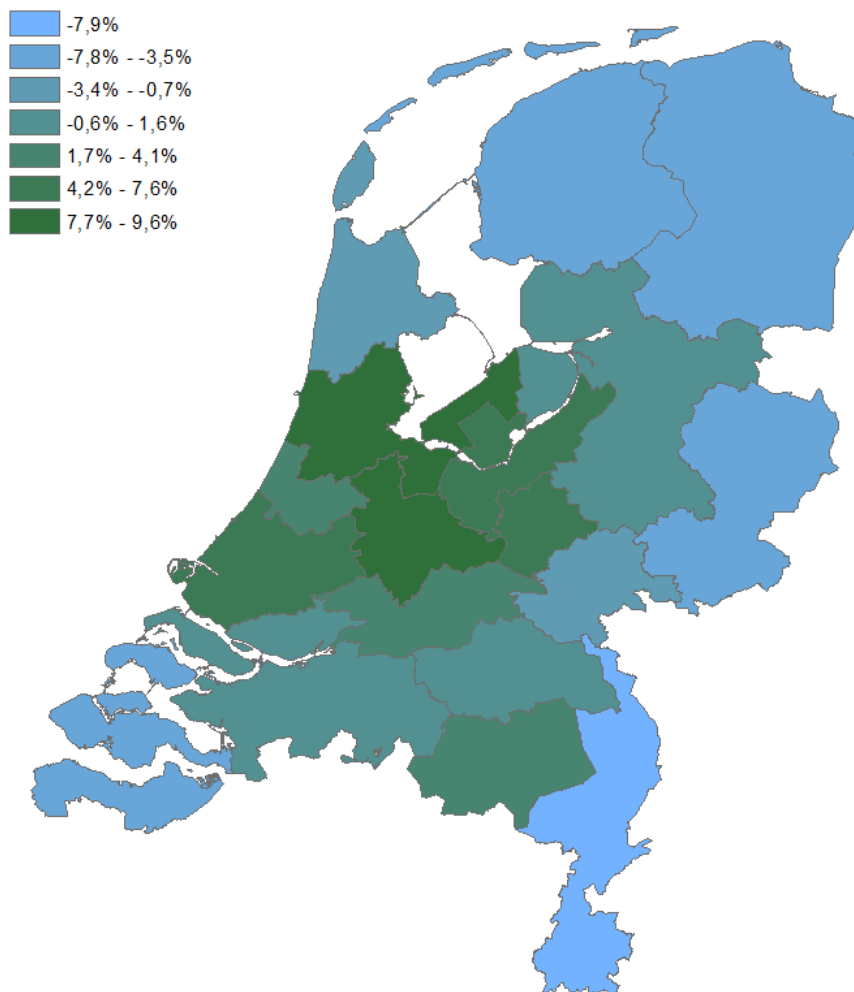 -7,9%
-7,8% - -3,5%
-3,4% - -0,7%
-0,6% - 1,6%
1,7% - 4,1%
4,2% - 7,6%
7,7% - 9,6%